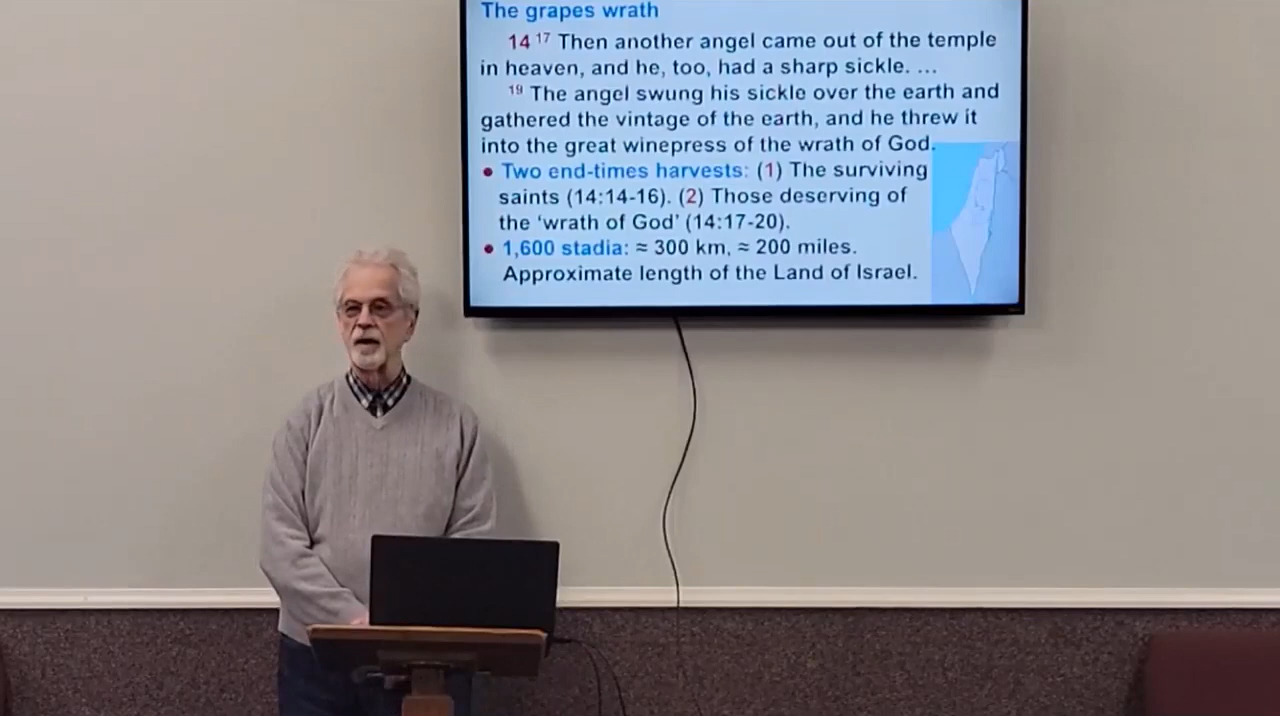 The grapes wrath
14 17 Then another angel came out of the temple
in heaven, and he, too, had a sharp sickle. ...
19 The angel swung his sickle over the earth and
gathered the vintage of the earth, and he threw it
into the great winepress of the wrath of God.
• Two end-times harvests: (1) The surviving
saints (14:14-16). (2) Those deserving of
the ‘wrath of God’ (14:17-20).
• 1,600 stadia: ≈ 300 km, ≈ 200 miles.
Approximate length of the Land of Israel.